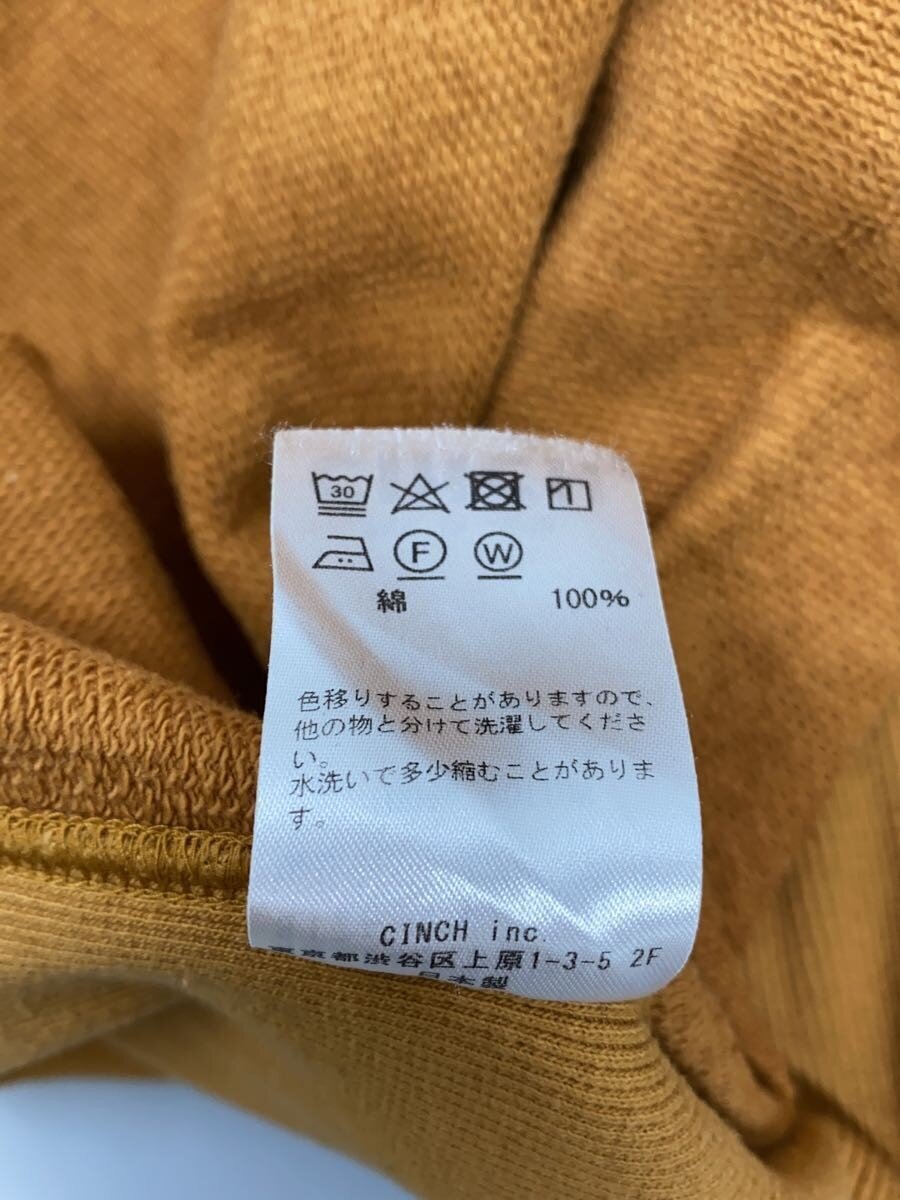 30
F W
綿 100%
色移りすることがありますので、
他の物と分けて洗濯してくださ
い。
水洗いで多少縮むことがありま
す。
CINCH inc.
東京都渋谷区上原1-3-5 2F
日本製